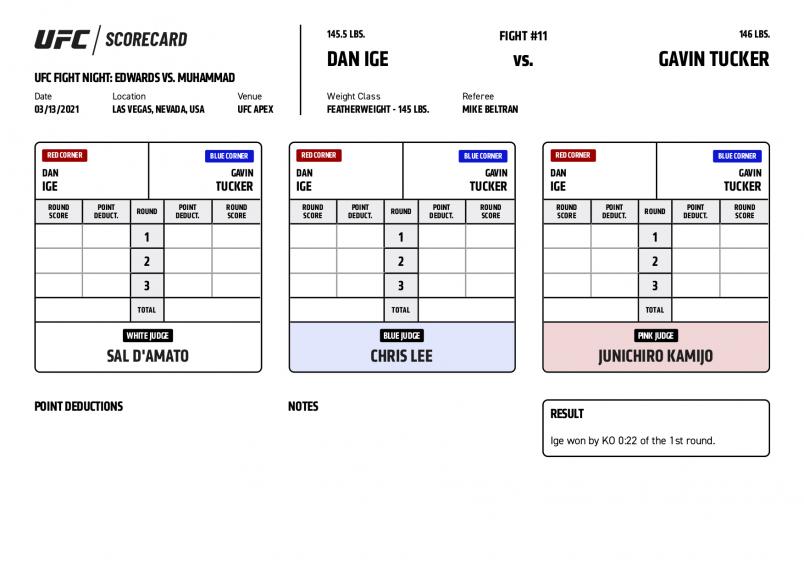 UFC / SCORECARD
UFC FIGHT NIGHT: EDWARDS VS. MUHAMMAD
Date Location Venue
03/13/2021 LAS VEGAS, NEVADA, USA UFC APEX
145.5 LBS. FIGHT #11 146 LBS.
DAN IGE VS. GAVIN TUCKER
Weight Class Referee
FEATHERWEIGHT - 145 LBS. MIKE BELTRAN
RED CORNER BLUE CORNER
DAN GAVIN
IGE TUCKER
ROUND SCORE POINT DEDUCT. ROUND POINT DEDUCT. ROUND SCORE
1
2
3
TOTAL
WHITE JUDGE
SAL D'AMATO
RED CORNER BLUE CORNER
DAN GAVIN
IGE TUCKER
ROUND SCORE POINT DEDUCT. ROUND POINT DEDUCT. ROUND SCORE
1
2
3
TOTAL
BLUE JUDGE
CHRIS LEE
RED CORNER BLUE CORNER
DAN GAVIN
IGE TUCKER
ROUND SCORE POINT DEDUCT. ROUND POINT DEDUCT. ROUND SCORE
1
2
3
TOTAL
PINK JUDGE
JUNICHIRO KAMIJO
POINT DEDUCTIONS
NOTES
RESULT
Ige won by KO 0:22 of the 1st round.